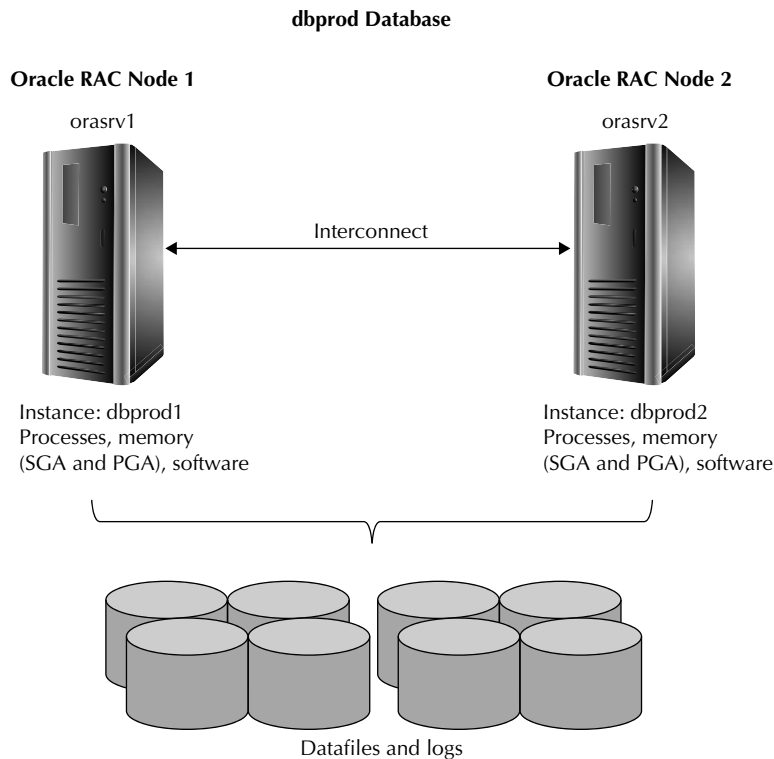 dbprod Database
Oracle RAC Node 1
Oracle RAC Node 2
orasrv1
orasrv2
Interconnect
Instance: dbprod1
Processes, memory
(SGA and PGA), software
Instance: dbprod2
Processes, memory
(SGA and PGA), software
Datafiles and logs